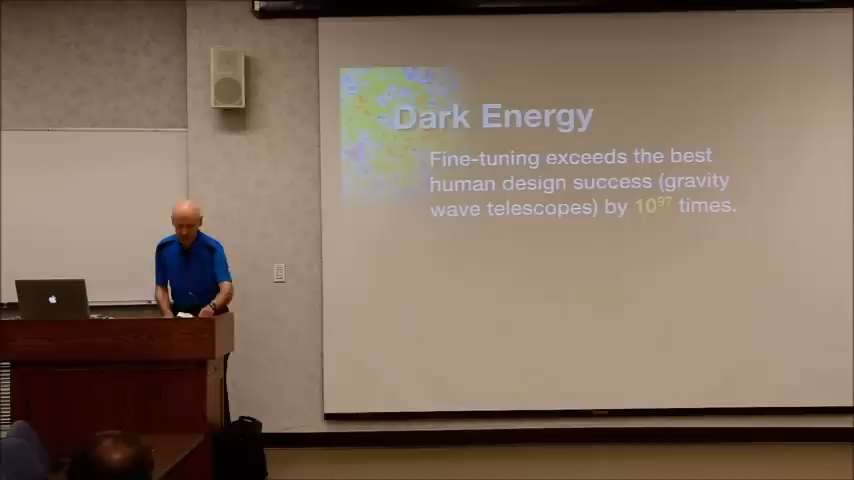 Dark Energy
Fine-tuning exceeds the best
human design success (gravity
wave telescopes) by 10⁹⁷ times.